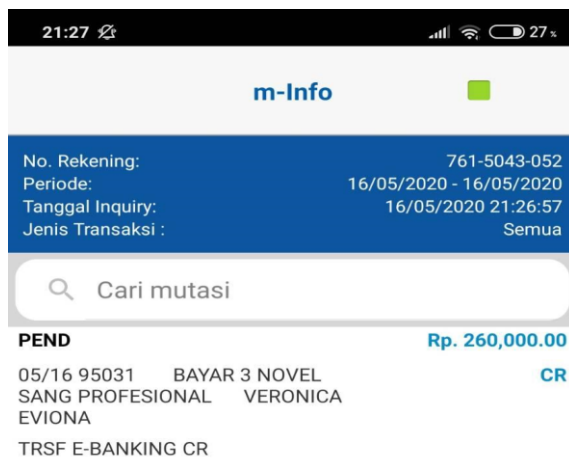 21:27 27%
m-Info
No. Rekening: 761-5043-052
Periode: 16/05/2020 - 16/05/2020
Tanggal Inquiry: 16/05/2020 21:26:57
Jenis Transaksi : Semua
Cari mutasi
PEND Rp. 260,000.00
05/16 95031 BAYAR 3 NOVEL CR
SANG PROFESIONAL VERONICA
EVIONA
TRSF E-BANKING CR